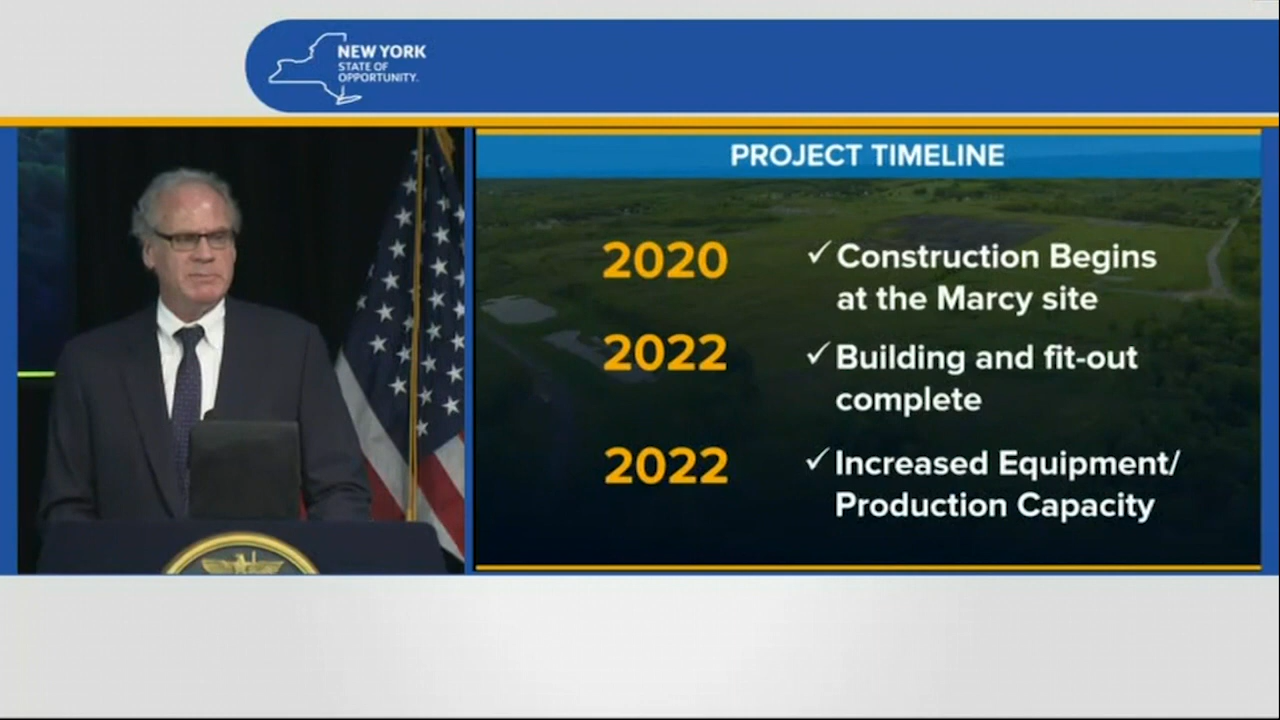 NEW YORK
STATE OF
OPPORTUNITY.
PROJECT TIMELINE
2020 ✓ Construction Begins
at the Marcy site
2022 ✓ Building and fit-out
complete
2022 ✓ Increased Equipment/
Production Capacity